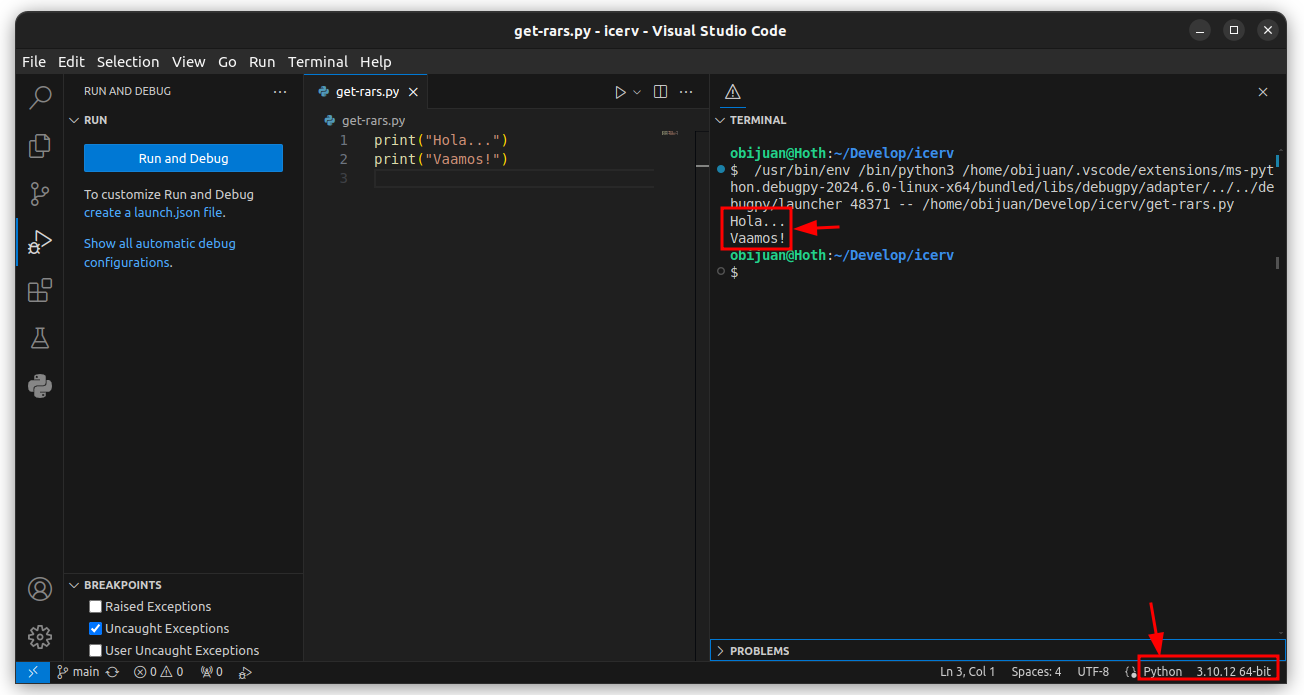 get-rars.py - icerv - Visual Studio Code
File Edit Selection View Go Run Terminal Help
RUN AND DEBUG ...
RUN
Run and Debug
To customize Run and Debug
create a launch.json file.
Show all automatic debug
configurations.
BREAKPOINTS
Raised Exceptions
Uncaught Exceptions
User Uncaught Exceptions
get-rars.py
get-rars.py
1 print("Hola...")
2 print("Vaamos!")
3
TERMINAL
obijuan@Hoth:~/Develop/icerv
$  /usr/bin/env /bin/python3 /home/obijuan/.vscode/extensions/ms-pyt
hon.debugpy-2024.6.0-linux-x64/bundled/libs/debugpy/adapter/../../de
bugpy/launcher 48371 -- /home/obijuan/Develop/icerv/get-rars.py
Hola...
Vaamos!
obijuan@Hoth:~/Develop/icerv
$
PROBLEMS
main 0 0 0 Ln 3, Col 1 Spaces: 4 UTF-8 {} Python 3.10.12 64-bit